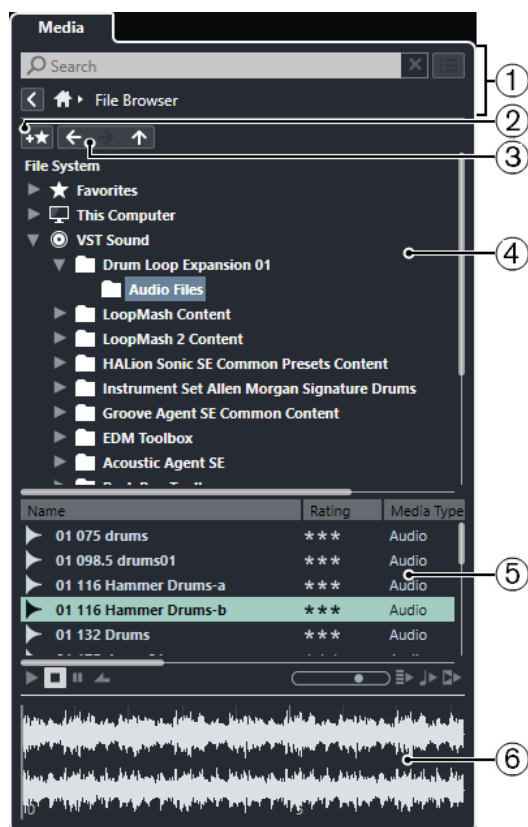 Media
Search
File Browser
1
2
3
File System
Favorites
This Computer
VST Sound
4
Drum Loop Expansion 01
Audio Files
LoopMash Content
LoopMash 2 Content
HALion Sonic SE Common Presets Content
Instrument Set Allen Morgan Signature Drums
Groove Agent SE Common Content
EDM Toolbox
Acoustic Agent SE
Name Rating Media Type
01 075 drums *** Audio
01 098.5 drums01 *** Audio
5
01 116 Hammer Drums-a *** Audio
01 116 Hammer Drums-b *** Audio
01 132 Drums *** Audio
6